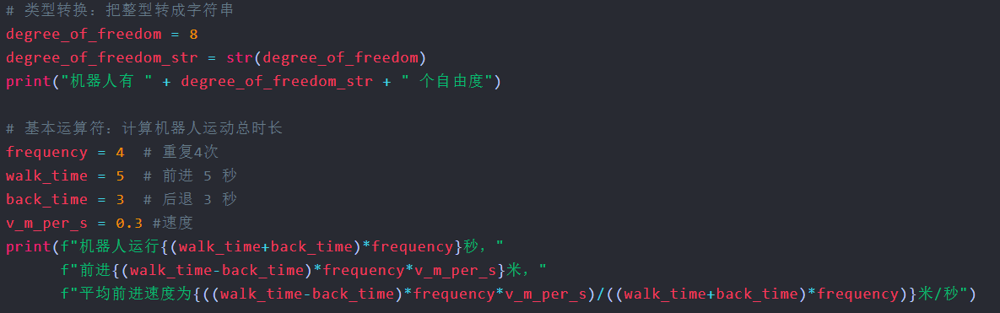 # 类型转换：把整型转成字符串
degree_of_freedom = 8
degree_of_freedom_str = str(degree_of_freedom)
print("机器人有 " + degree_of_freedom_str + " 个自由度")
# 基本运算符：计算机器人运动总时长
frequency = 4  # 重复4次
walk_time = 5  # 前进 5 秒
back_time = 3  # 后退 3 秒
v_m_per_s = 0.3 #速度
print(f"机器人运行{(walk_time+back_time)*frequency}秒，"
      f"前进{(walk_time-back_time)*frequency*v_m_per_s}米，"
      f"平均前进速度为{((walk_time-back_time)*frequency*v_m_per_s)/((walk_time+back_time)*frequency)}米/秒")